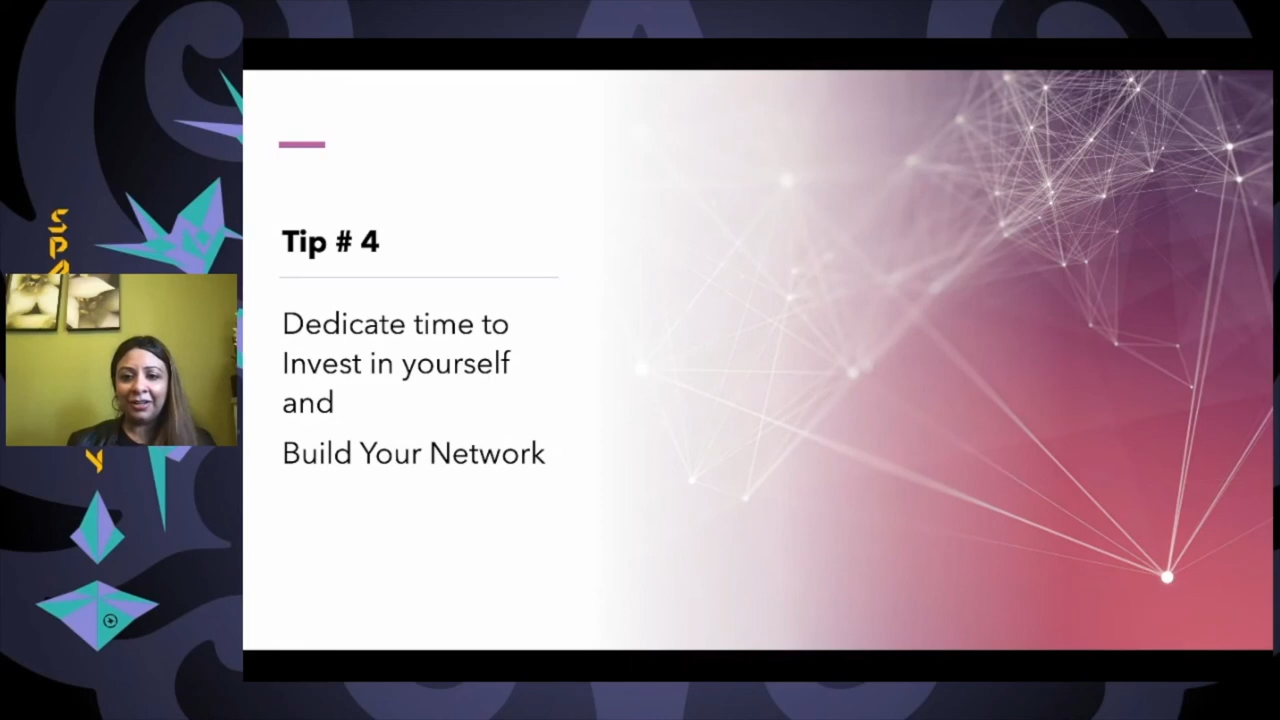 Tip # 4
Dedicate time to
Invest in yourself
and
Build Your Network